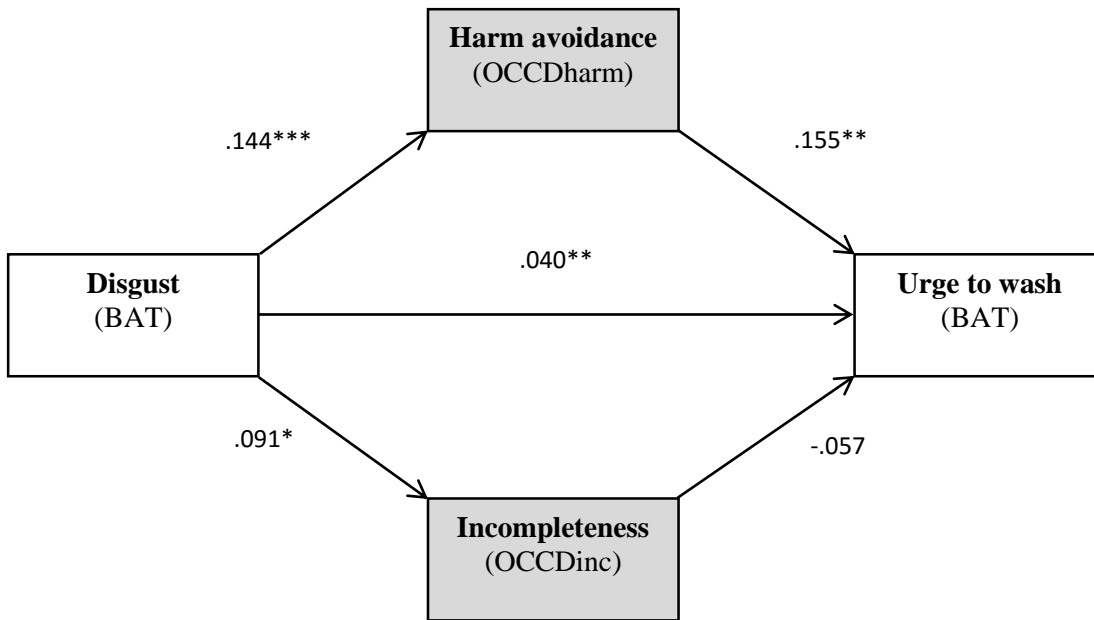 Harm avoidance
(OCCDharm)
.144***
.155**
.040**
Disgust
(BAT)
Urge to wash
(BAT)
.091*
-.057
Incompleteness
(OCCDinc)